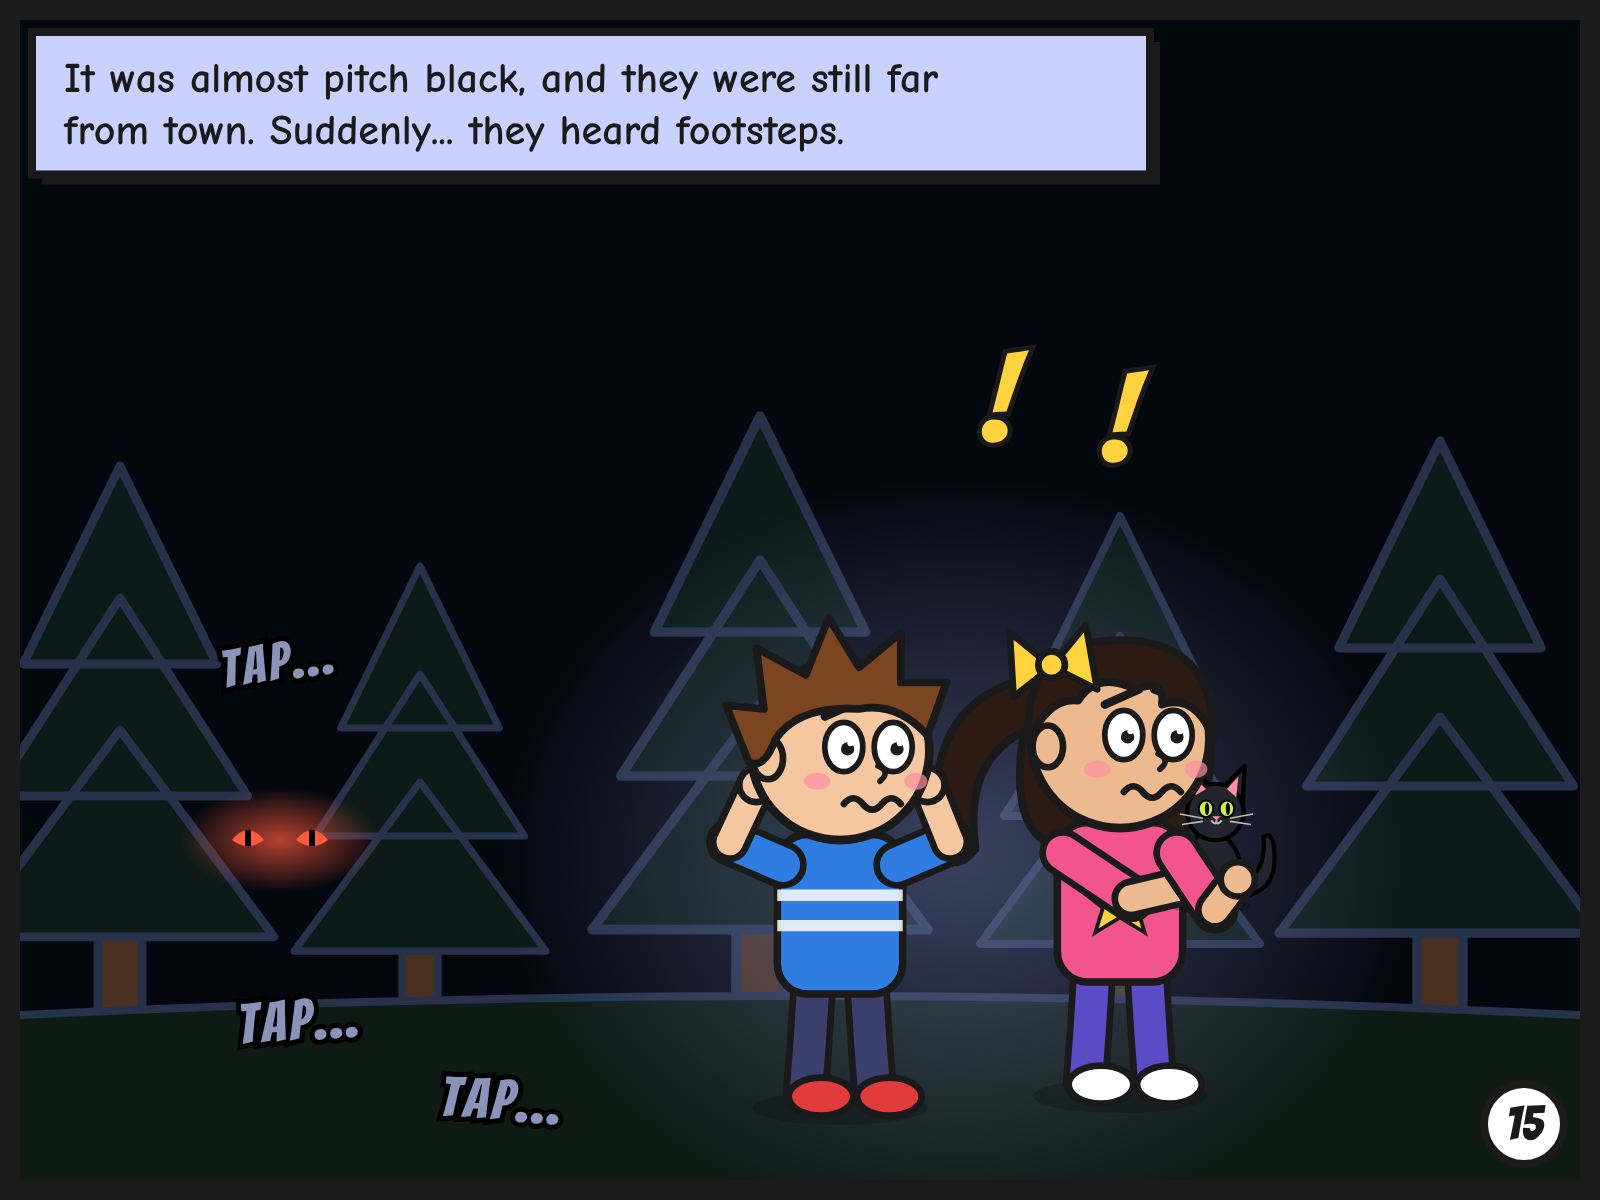 It was almost pitch black, and they were still far
from town. Suddenly... they heard footsteps.
! !
TAP...
TAP...
TAP...
15